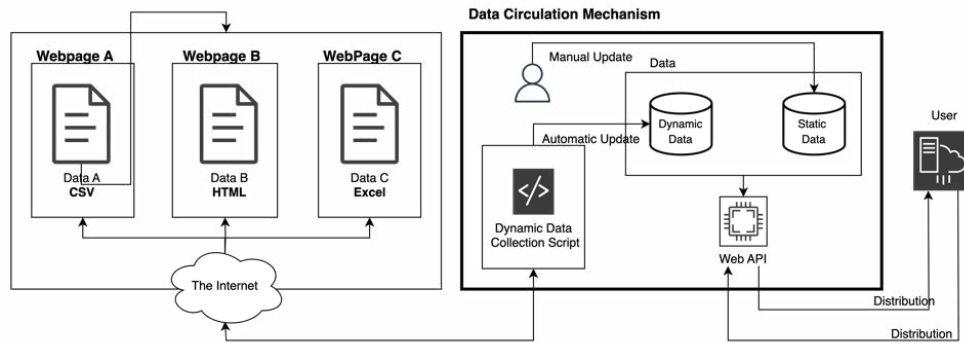 Data Circulation Mechanism
Webpage A
Webpage B
WebPage C
Data A
CSV
Data B
HTML
Data C
Excel
The Internet
Manual Update
Data
Dynamic
Data
Static
Data
Automatic Update
Dynamic Data
Collection Script
Web API
User
Distribution
Distribution